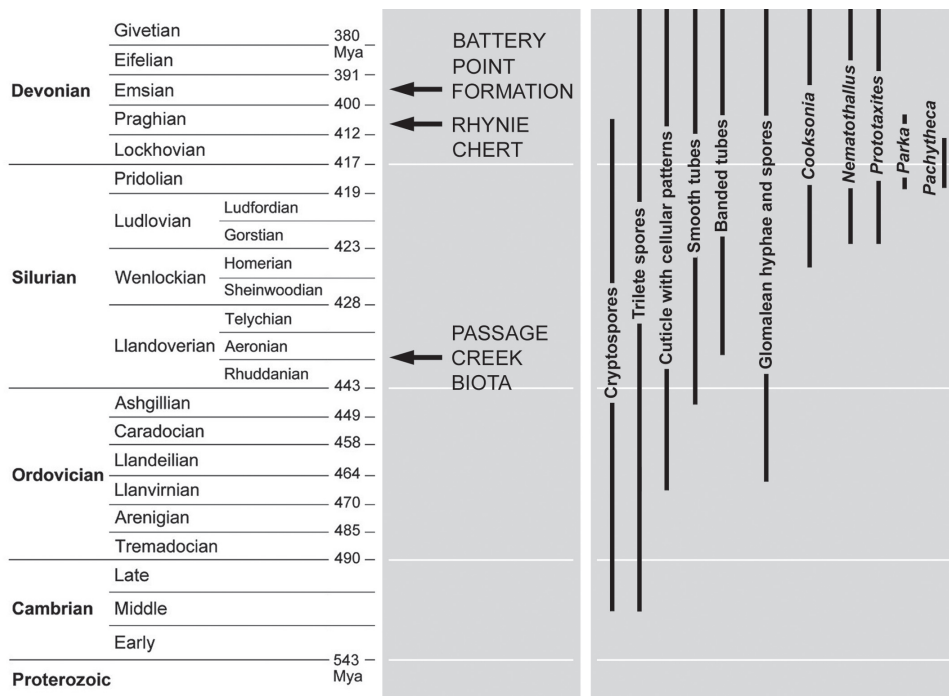 Givetian
380
Mya
Eifelian
391
Devonian
Emsian
400
Praghian
412
Lockhovian
417
Pridolian
419
Ludlovian
Ludfordian
Gorstian
423
Silurian
Wenlockian
Homerian
Sheinwoodian
428
Llandoverian
Telychian
Aeronian
Rhuddanian
443
Ashgillian
449
Caradocian
458
Ordovician
Llandeilian
464
Llanvirnian
470
Arenigian
485
Tremadocian
490
Late
Cambrian
Middle
Early
543
Mya
Proterozoic
BATTERY
POINT
FORMATION
RHYNIE
CHERT
PASSAGE
CREEK
BIOTA
Cryptospores
Trilete spores
Cuticle with cellular patterns
Smooth tubes
Banded tubes
Glomalean hyphae and spores
Cooksonia
Nematothallus
Prototaxites
Parka
Pachytheca